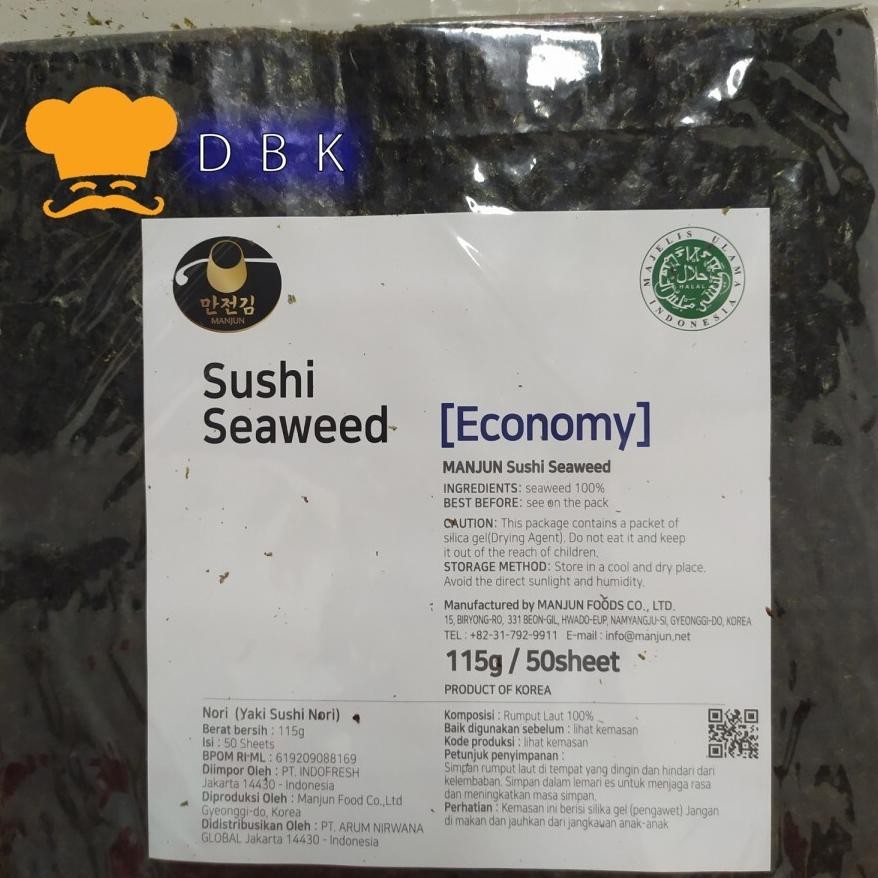 DBK
만전김
MANJUN
MAJELIS ULAMA INDONESIA
حلال
HALAL
Sushi
Seaweed
[Economy]
MANJUN Sushi Seaweed
INGREDIENTS: seaweed 100%
BEST BEFORE: see on the pack
CAUTION: This package contains a packet of
silica gel(Drying Agent). Do not eat it and keep
it out of the reach of children.
STORAGE METHOD: Store in a cool and dry place.
Avoid the direct sunlight and humidity.
Manufactured by MANJUN FOODS CO., LTD.
15, BIRYONG-RO, 331 BEON-GIL, HWADO-EUP, NAMYANGJU-SI, GYEONGGI-DO, KOREA
TEL : +82-31-792-9911 E-mail : info@manjun.net
115g / 50sheet
PRODUCT OF KOREA
Nori (Yaki Sushi Nori)
Berat bersih : 115g
Isi : 50 Sheets
BPOM RI ML : 619209088169
Diimpor Oleh : PT. INDOFRESH
Jakarta 14430 - Indonesia
Diproduksi Oleh : Manjun Food Co.,Ltd
Gyeonggi-do, Korea
Didistribusikan Oleh : PT. ARUM NIRWANA
GLOBAL Jakarta 14430 - Indonesia
Komposisi : Rumput Laut 100%
Baik digunakan sebelum : lihat kemasan
Kode produksi : lihat kemasan
Petunjuk penyimpanan :
Simpan rumput laut di tempat yang dingin dan hindari dari
kelembaban. Simpan dalam lemari es untuk menjaga rasa
dan meningkatkan masa simpan.
Perhatian : Kemasan ini berisi silika gel (pengawet) Jangan
di makan dan jauhkan dari jangkauan anak-anak